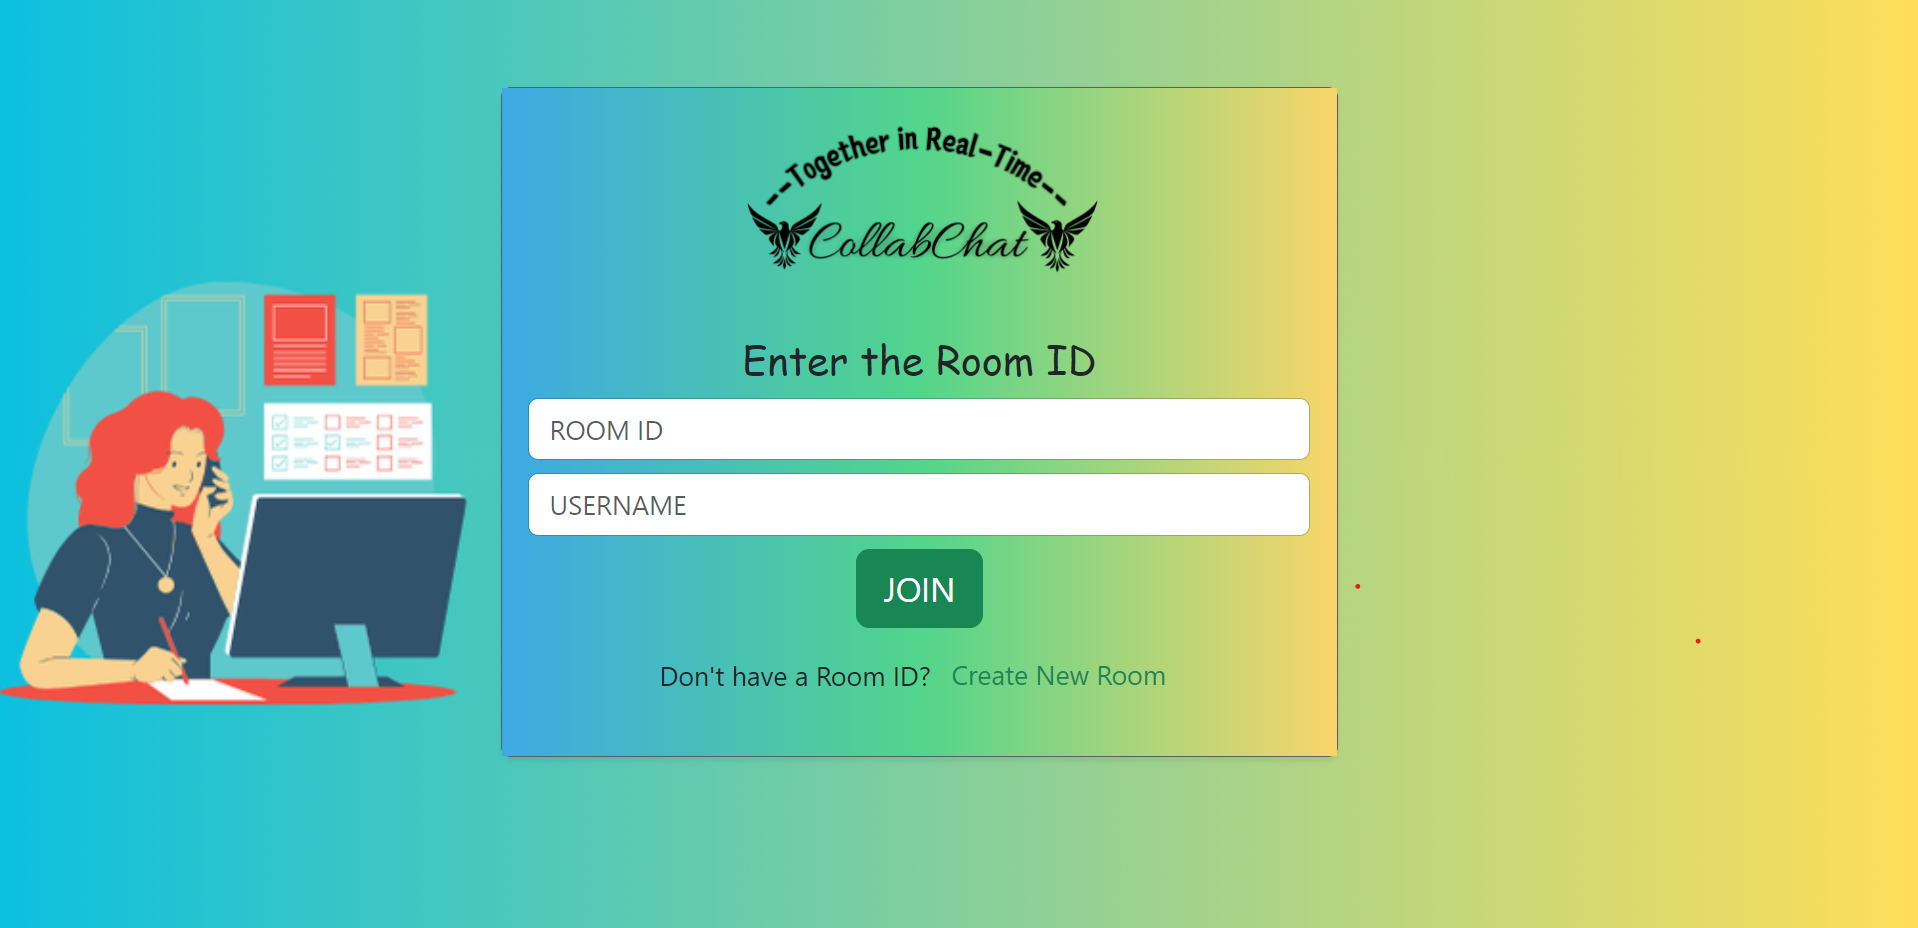 --Together in Real-Time--
CollabChat
Enter the Room ID
ROOM ID
USERNAME
JOIN
Don't have a Room ID? Create New Room